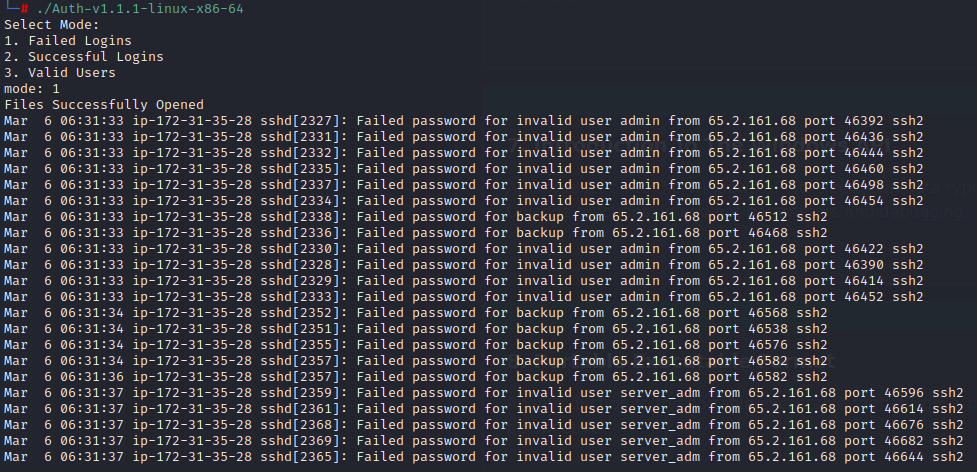 └─# ./Auth-v1.1.1-linux-x86-64
Select Mode:
1. Failed Logins
2. Successful Logins
3. Valid Users
mode: 1
Files Successfully Opened
Mar  6 06:31:33 ip-172-31-35-28 sshd[2327]: Failed password for invalid user admin from 65.2.161.68 port 46392 ssh2
Mar  6 06:31:33 ip-172-31-35-28 sshd[2331]: Failed password for invalid user admin from 65.2.161.68 port 46436 ssh2
Mar  6 06:31:33 ip-172-31-35-28 sshd[2332]: Failed password for invalid user admin from 65.2.161.68 port 46444 ssh2
Mar  6 06:31:33 ip-172-31-35-28 sshd[2335]: Failed password for invalid user admin from 65.2.161.68 port 46460 ssh2
Mar  6 06:31:33 ip-172-31-35-28 sshd[2337]: Failed password for invalid user admin from 65.2.161.68 port 46498 ssh2
Mar  6 06:31:33 ip-172-31-35-28 sshd[2334]: Failed password for invalid user admin from 65.2.161.68 port 46454 ssh2
Mar  6 06:31:33 ip-172-31-35-28 sshd[2338]: Failed password for backup from 65.2.161.68 port 46512 ssh2
Mar  6 06:31:33 ip-172-31-35-28 sshd[2336]: Failed password for backup from 65.2.161.68 port 46468 ssh2
Mar  6 06:31:33 ip-172-31-35-28 sshd[2330]: Failed password for invalid user admin from 65.2.161.68 port 46422 ssh2
Mar  6 06:31:33 ip-172-31-35-28 sshd[2328]: Failed password for invalid user admin from 65.2.161.68 port 46390 ssh2
Mar  6 06:31:33 ip-172-31-35-28 sshd[2329]: Failed password for invalid user admin from 65.2.161.68 port 46414 ssh2
Mar  6 06:31:33 ip-172-31-35-28 sshd[2333]: Failed password for invalid user admin from 65.2.161.68 port 46452 ssh2
Mar  6 06:31:34 ip-172-31-35-28 sshd[2352]: Failed password for backup from 65.2.161.68 port 46568 ssh2
Mar  6 06:31:34 ip-172-31-35-28 sshd[2351]: Failed password for backup from 65.2.161.68 port 46538 ssh2
Mar  6 06:31:34 ip-172-31-35-28 sshd[2355]: Failed password for backup from 65.2.161.68 port 46576 ssh2
Mar  6 06:31:34 ip-172-31-35-28 sshd[2357]: Failed password for backup from 65.2.161.68 port 46582 ssh2
Mar  6 06:31:36 ip-172-31-35-28 sshd[2357]: Failed password for backup from 65.2.161.68 port 46582 ssh2
Mar  6 06:31:37 ip-172-31-35-28 sshd[2359]: Failed password for invalid user server_adm from 65.2.161.68 port 46596 ssh2
Mar  6 06:31:37 ip-172-31-35-28 sshd[2361]: Failed password for invalid user server_adm from 65.2.161.68 port 46614 ssh2
Mar  6 06:31:37 ip-172-31-35-28 sshd[2368]: Failed password for invalid user server_adm from 65.2.161.68 port 46676 ssh2
Mar  6 06:31:37 ip-172-31-35-28 sshd[2369]: Failed password for invalid user server_adm from 65.2.161.68 port 46682 ssh2
Mar  6 06:31:37 ip-172-31-35-28 sshd[2365]: Failed password for invalid user server_adm from 65.2.161.68 port 46644 ssh2